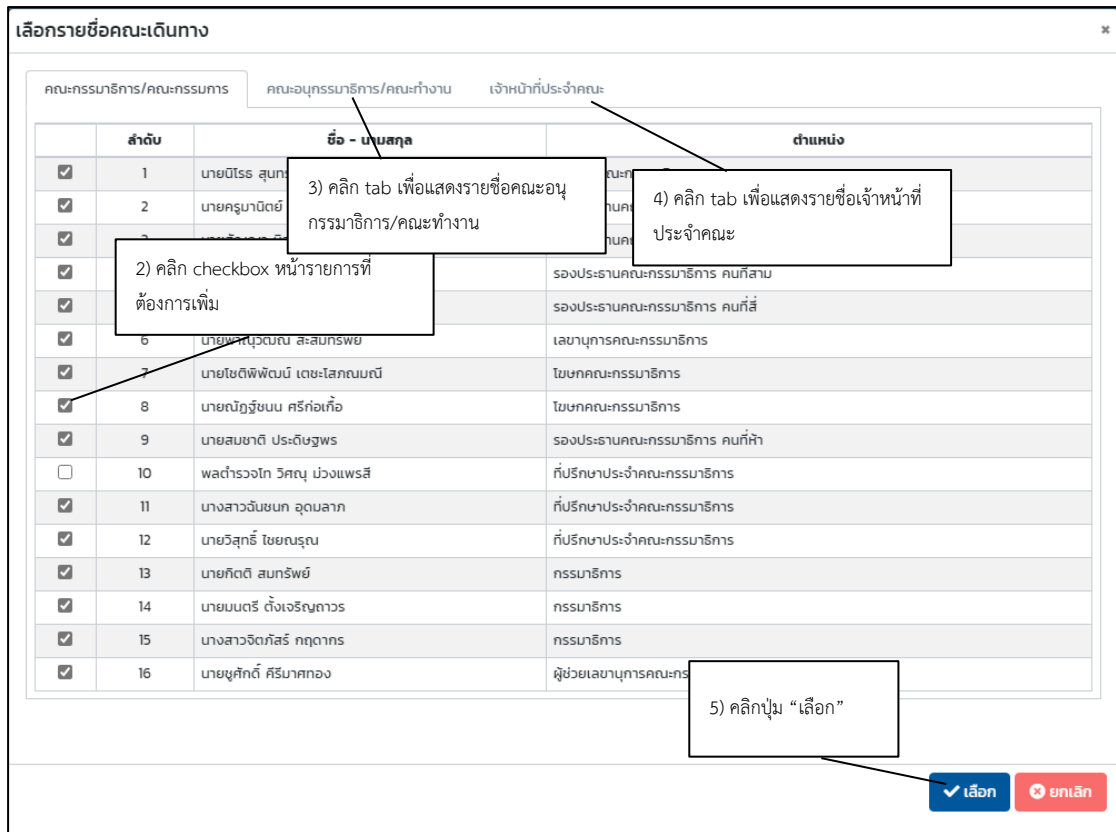 เลือกรายชื่อคณะเดินทาง ×
คณะกรรมาธิการ/คณะกรรมการ คณะอนุกรรมาธิการ/คณะทำงาน เจ้าหน้าที่ประจำคณะ
ลำดับ ชื่อ - นามสกุล ตำแหน่ง
1 นายนิโรธ
3) คลิก tab เพื่อแสดงรายชื่อคณะอนุ
กรรมาธิการ/คณะทำงาน
4) คลิก tab เพื่อแสดงรายชื่อเจ้าหน้าที่
ประจำคณะ
2 นายครูมานิตย์
2) คลิก checkbox หน้ารายการที่
ต้องการเพิ่ม
รองประธานคณะกรรมาธิการ คนที่สาม
รองประธานคณะกรรมาธิการ คนที่สี่
6 เลขานุการคณะกรรมาธิการ
7 นายโชติพิพัฒน์ เตชะโสภณมณี โฆษกคณะกรรมาธิการ
8 นายณัฏฐ์ชนน ศรีก่อเกื้อ โฆษกคณะกรรมาธิการ
9 นายสมชาติ ประดิษฐพร รองประธานคณะกรรมาธิการ คนที่ห้า
10 พลตำรวจโท วิศณุ ม่วงแพรสี ที่ปรึกษาประจำคณะกรรมาธิการ
11 นางสาวฉันชนก อุดมลาภ ที่ปรึกษาประจำคณะกรรมาธิการ
12 นายวิสุทธิ์ ไชยณรุณ ที่ปรึกษาประจำคณะกรรมาธิการ
13 นายกิตติ สมทรัพย์ กรรมาธิการ
14 นายมนตรี ตั้งเจริญถาวร กรรมาธิการ
15 นางสาวจิตภัสร์ กฤดากร กรรมาธิการ
16 นายชูศักดิ์ คีรีมาศทอง
5) คลิกปุ่ม “เลือก”
เลือก ยกเลิก